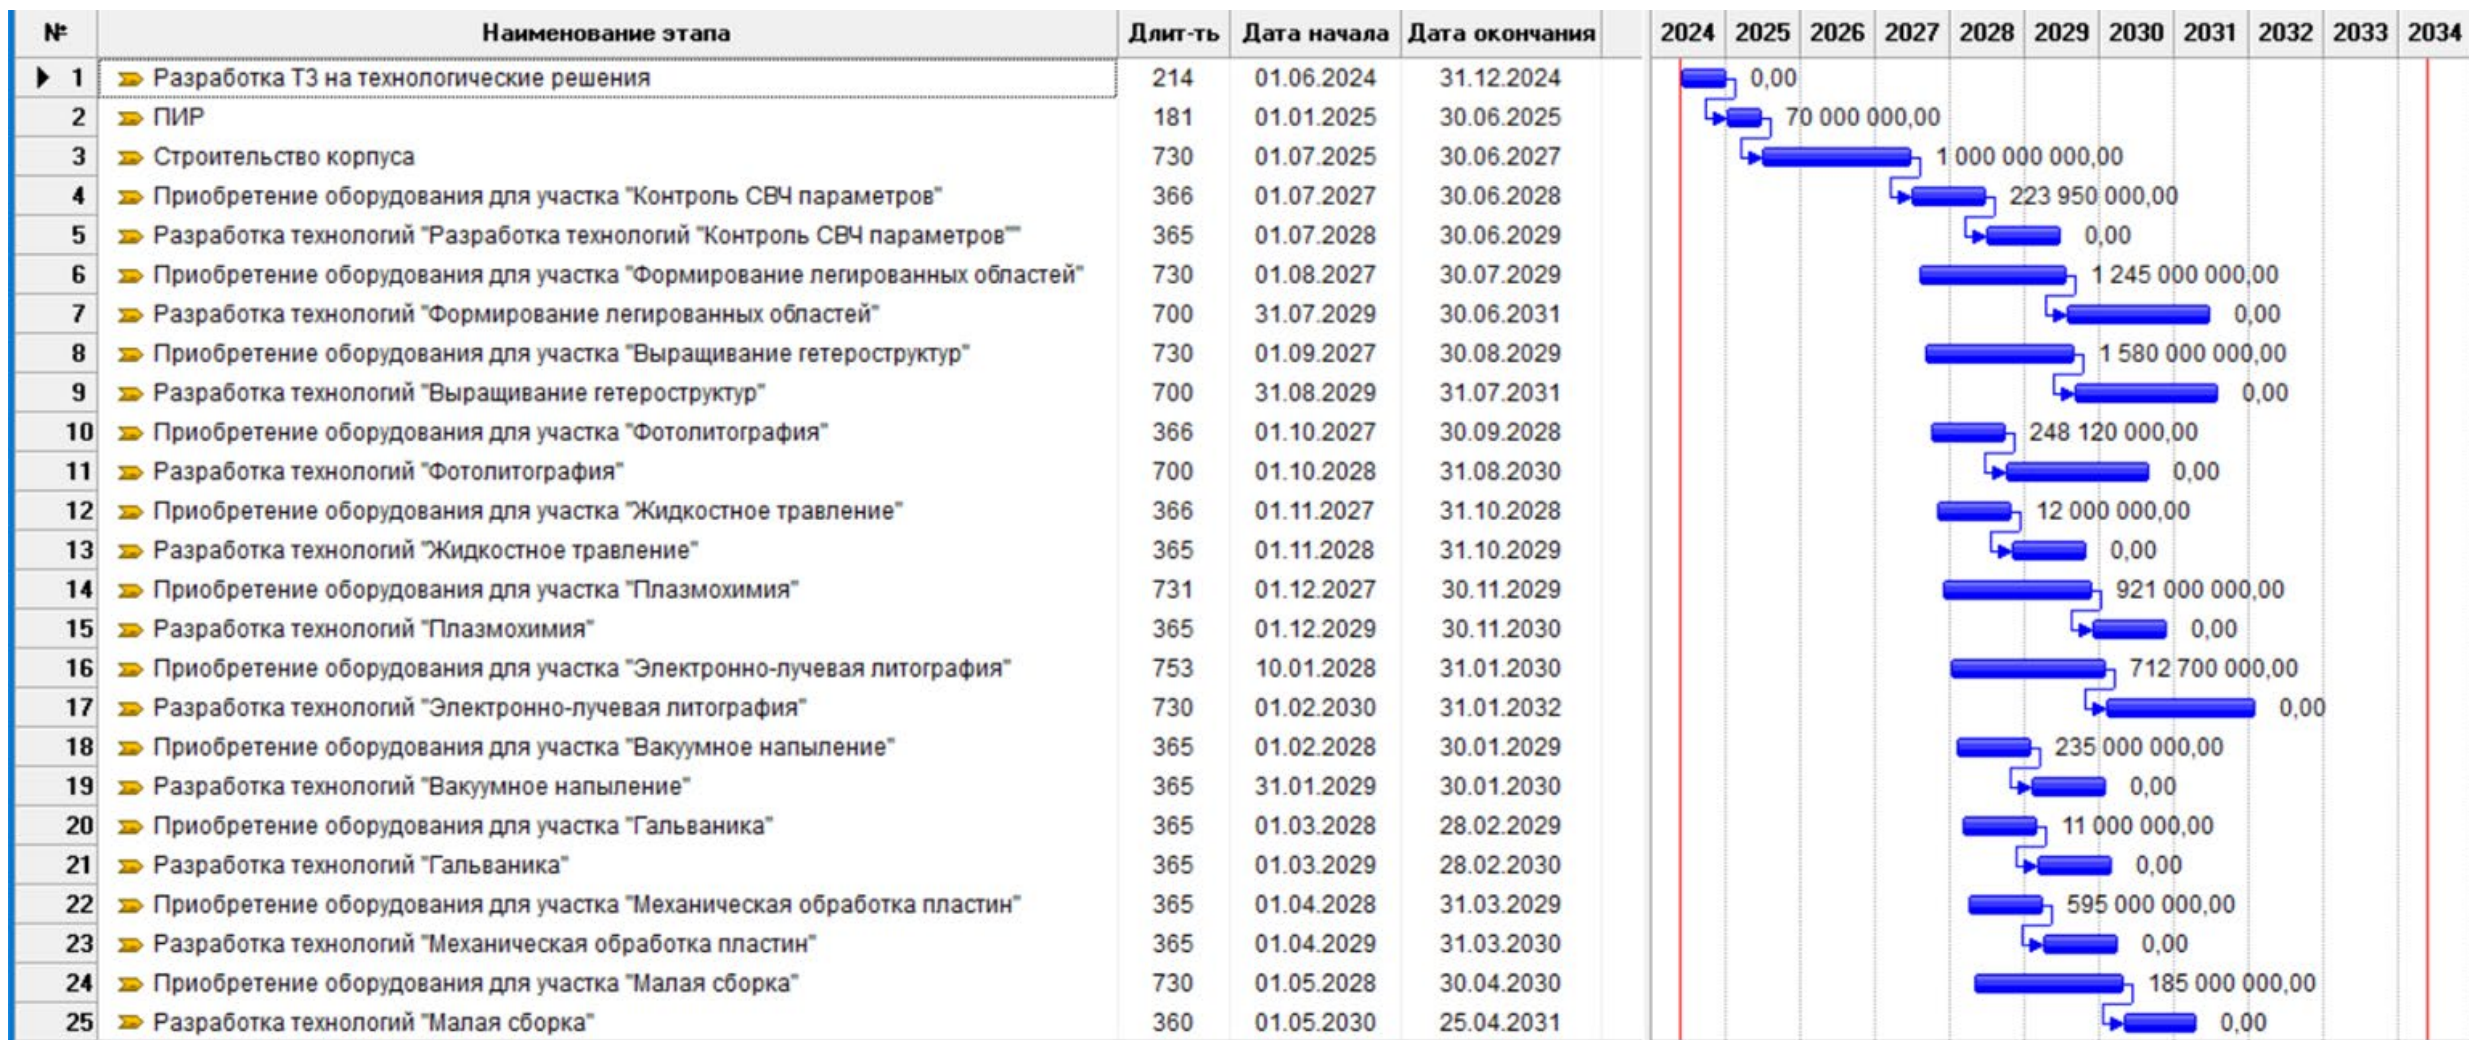 № Наименование этапа Длит-ть Дата начала Дата окончания 2024 2025 2026 2027 2028 2029 2030 2031 2032 2033 2034
1 Разработка ТЗ на технологические решения 214 01.06.2024 31.12.2024 0,00
2 ПИР 181 01.01.2025 30.06.2025 70 000 000,00
3 Строительство корпуса 730 01.07.2025 30.06.2027 1 000 000 000,00
4 Приобретение оборудования для участка "Контроль СВЧ параметров" 366 01.07.2027 30.06.2028 223 950 000,00
5 Разработка технологий "Разработка технологий "Контроль СВЧ параметров"" 365 01.07.2028 30.06.2029 0,00
6 Приобретение оборудования для участка "Формирование легированных областей" 730 01.08.2027 30.07.2029 1 245 000 000,00
7 Разработка технологий "Формирование легированных областей" 700 31.07.2029 30.06.2031 0,00
8 Приобретение оборудования для участка "Выращивание гетероструктур" 730 01.09.2027 30.08.2029 1 580 000 000,00
9 Разработка технологий "Выращивание гетероструктур" 700 31.08.2029 31.07.2031 0,00
10 Приобретение оборудования для участка "Фотолитография" 366 01.10.2027 30.09.2028 248 120 000,00
11 Разработка технологий "Фотолитография" 700 01.10.2028 31.08.2030 0,00
12 Приобретение оборудования для участка "Жидкостное травление" 366 01.11.2027 31.10.2028 12 000 000,00
13 Разработка технологий "Жидкостное травление" 365 01.11.2028 31.10.2029 0,00
14 Приобретение оборудования для участка "Плазмохимия" 731 01.12.2027 30.11.2029 921 000 000,00
15 Разработка технологий "Плазмохимия" 365 01.12.2029 30.11.2030 0,00
16 Приобретение оборудования для участка "Электронно-лучевая литография" 753 10.01.2028 31.01.2030 712 700 000,00
17 Разработка технологий "Электронно-лучевая литография" 730 01.02.2030 31.01.2032 0,00
18 Приобретение оборудования для участка "Вакуумное напыление" 365 01.02.2028 30.01.2029 235 000 000,00
19 Разработка технологий "Вакуумное напыление" 365 31.01.2029 30.01.2030 0,00
20 Приобретение оборудования для участка "Гальваника" 365 01.03.2028 28.02.2029 11 000 000,00
21 Разработка технологий "Гальваника" 365 01.03.2029 28.02.2030 0,00
22 Приобретение оборудования для участка "Механическая обработка пластин" 365 01.04.2028 31.03.2029 595 000 000,00
23 Разработка технологий "Механическая обработка пластин" 365 01.04.2029 31.03.2030 0,00
24 Приобретение оборудования для участка "Малая сборка" 730 01.05.2028 30.04.2030 185 000 000,00
25 Разработка технологий "Малая сборка" 360 01.05.2030 25.04.2031 0,00